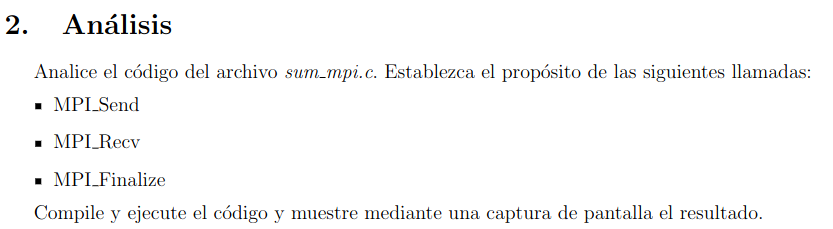 2. Análisis
Analice el código del archivo sum_mpi.c. Establezca el propósito de las siguientes llamadas:
▪ MPI_Send
▪ MPI_Recv
▪ MPI_Finalize
Compile y ejecute el código y muestre mediante una captura de pantalla el resultado.